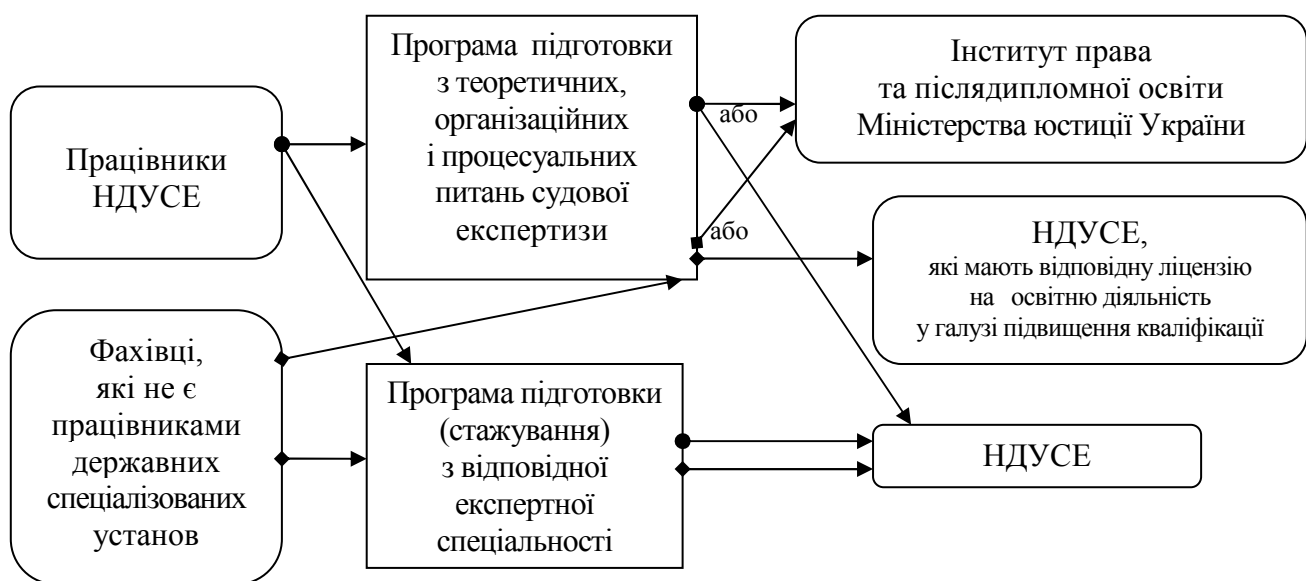 Працівники
НДУСЕ
Фахівці,
які не є
працівниками
державних
спеціалізованих
установ
Програма підготовки
з теоретичних,
організаційних
і процесуальних
питань судової
експертизи
Програма підготовки
(стажування)
з відповідної
експертної
спеціальності
або
або
Інститут права
та післядипломної освіти
Міністерства юстиції України
НДУСЕ,
які мають відповідну ліцензію
на освітню діяльність
у галузі підвищення кваліфікації
НДУСЕ